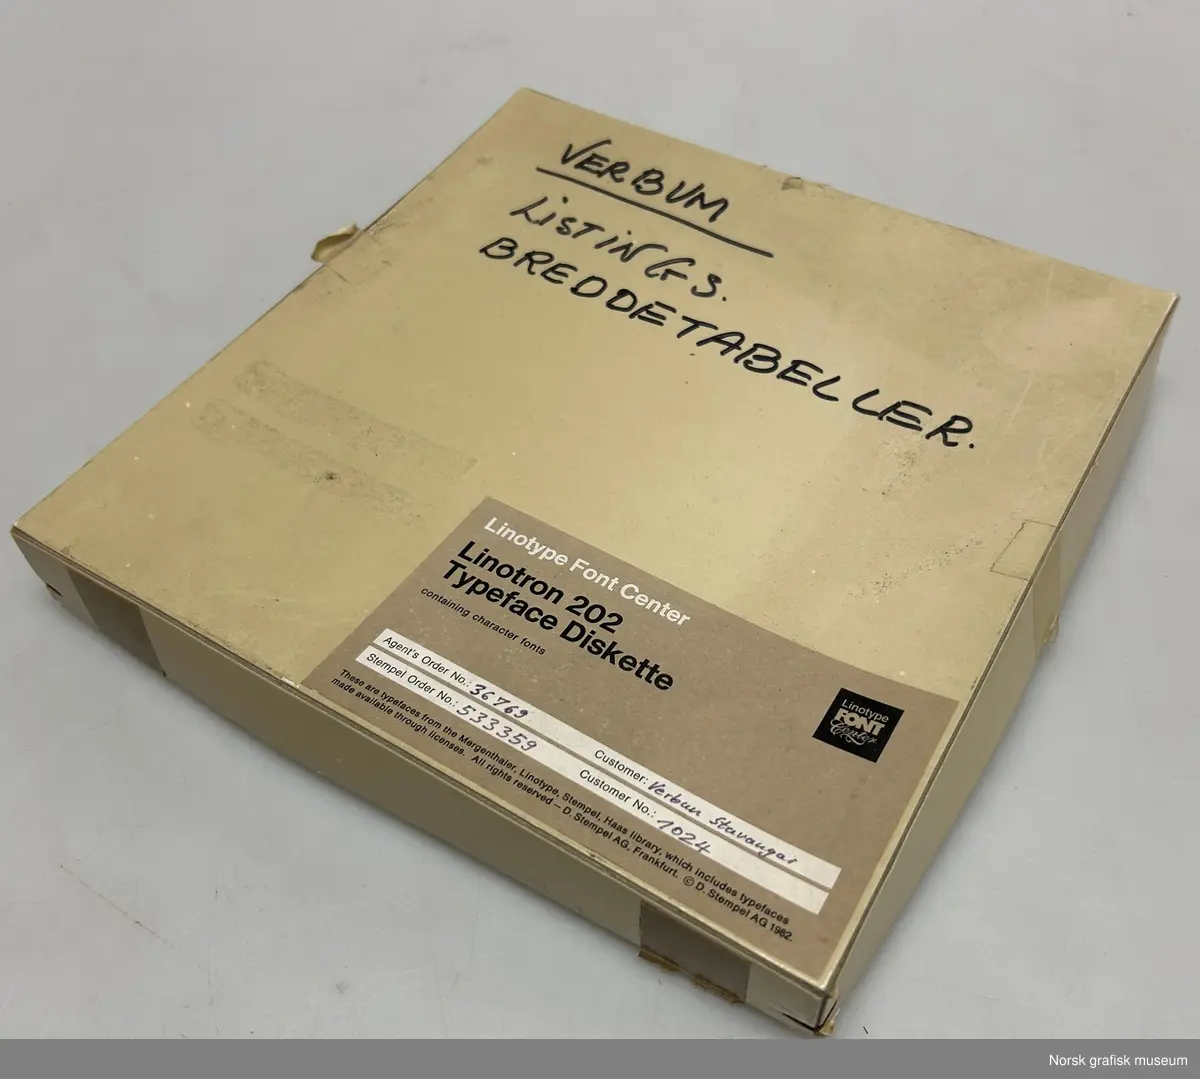 VERBUM
LISTINGS.
BREDDETABELLER.
Linotype Font Center
Linotron 202
Typeface Diskette
containing character fonts
Agent's Order No.: 36769
Customer: Verbun Stavangar
Stempel Order No.: 533359
Customer No.: 1024
These are typefaces from the Mergenthaler, Linotype, Stempel, Haas library, which includes typefaces
made available through licenses. All rights reserved – D. Stempel AG, Frankfurt. © D. Stempel AG 1982.
Linotype
FONT
Center
Norsk grafisk museum